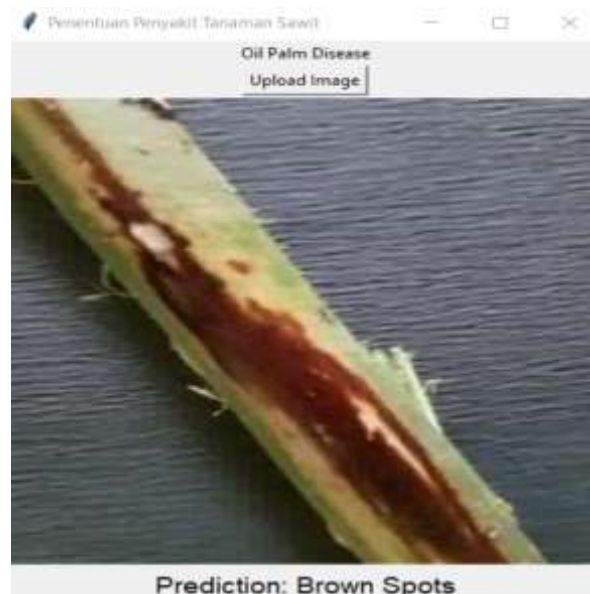 Penentuan Penyakit Tanaman Sawit
Oil Palm Disease
Upload Image
Prediction: Brown Spots